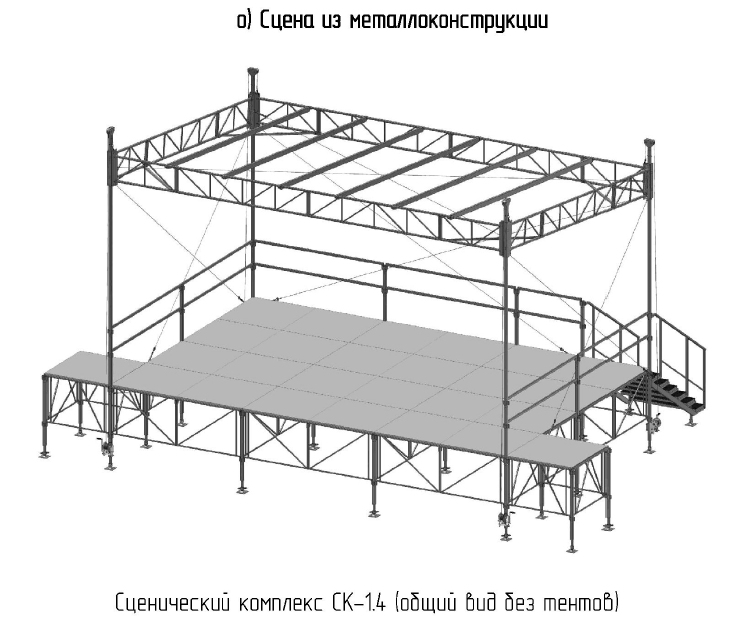 о) Сцена из металлоконструкции
Сценический комплекс СК-1.4 (общий вид без тентов)